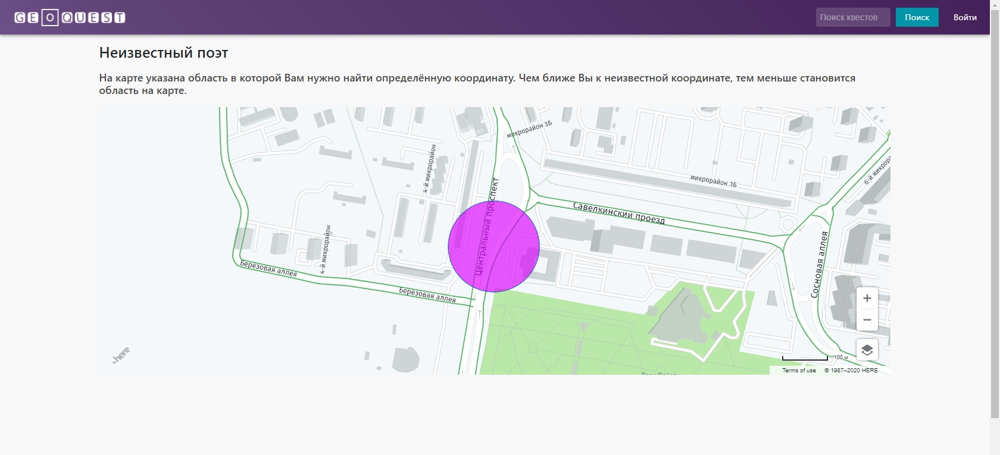 GEOQUEST
Поиск квестов
Поиск
Войти
Неизвестный поэт
На карте указана область в которой Вам нужно найти определённую координату. Чем ближе Вы к неизвестной координате, тем меньше становится
область на карте.
микрорайон 3Б
4-й микрорайон
Центральный проспект
микрорайон 3Б
6-й микрора
Савелкинский проезд
4-й микрорайон
Сосновая аллея
Березовая аллея
Березовая аллея
here
100 м
Terms of use
© 1987–2020 HERE